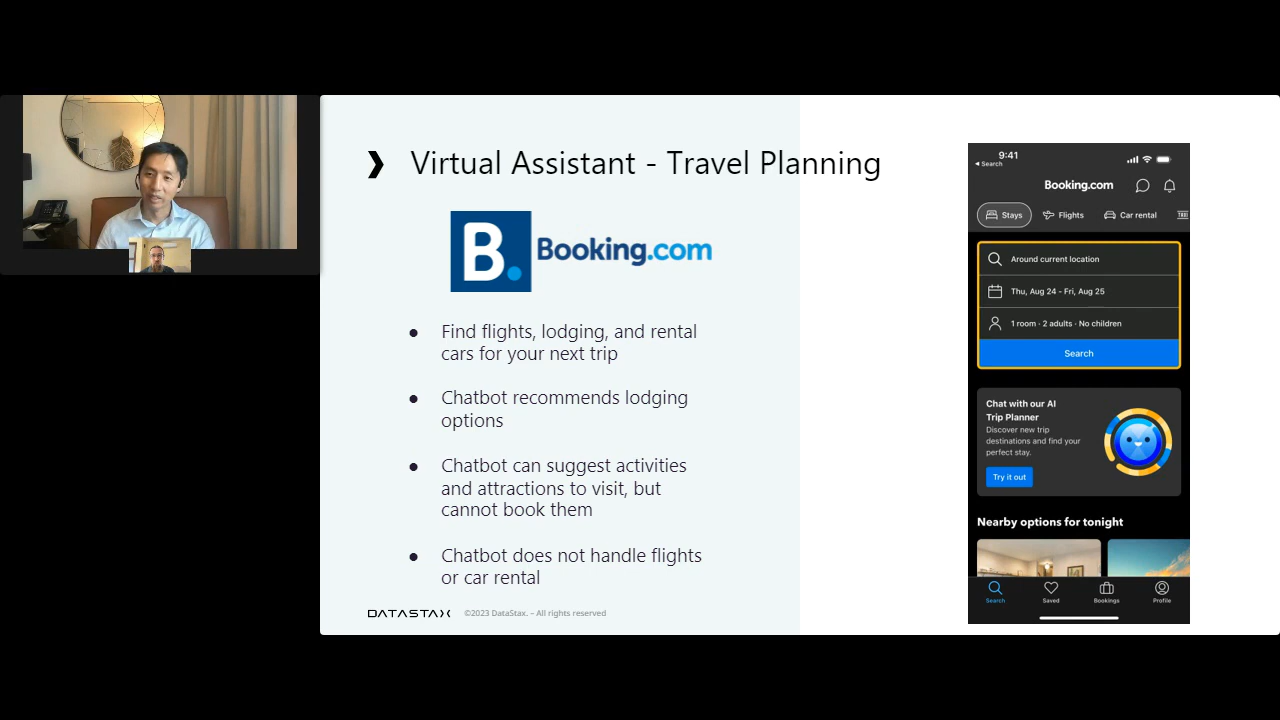 Virtual Assistant - Travel Planning
B.
Booking.com
Find flights, lodging, and rental
cars for your next trip
Chatbot recommends lodging
options
Chatbot can suggest activities
and attractions to visit, but
cannot book them
Chatbot does not handle flights
or car rental
DATASTAX
©2023 DataStax. – All rights reserved
9:41
Search
Booking.com
Stays
Flights
Car rental
Around current location
Thu, Aug 24 - Fri, Aug 25
1 room · 2 adults · No children
Search
Chat with our AI
Trip Planner
Discover new trip
destinations and find your
perfect stay.
Try it out
Nearby options for tonight
Search
Saved
Bookings
Profile